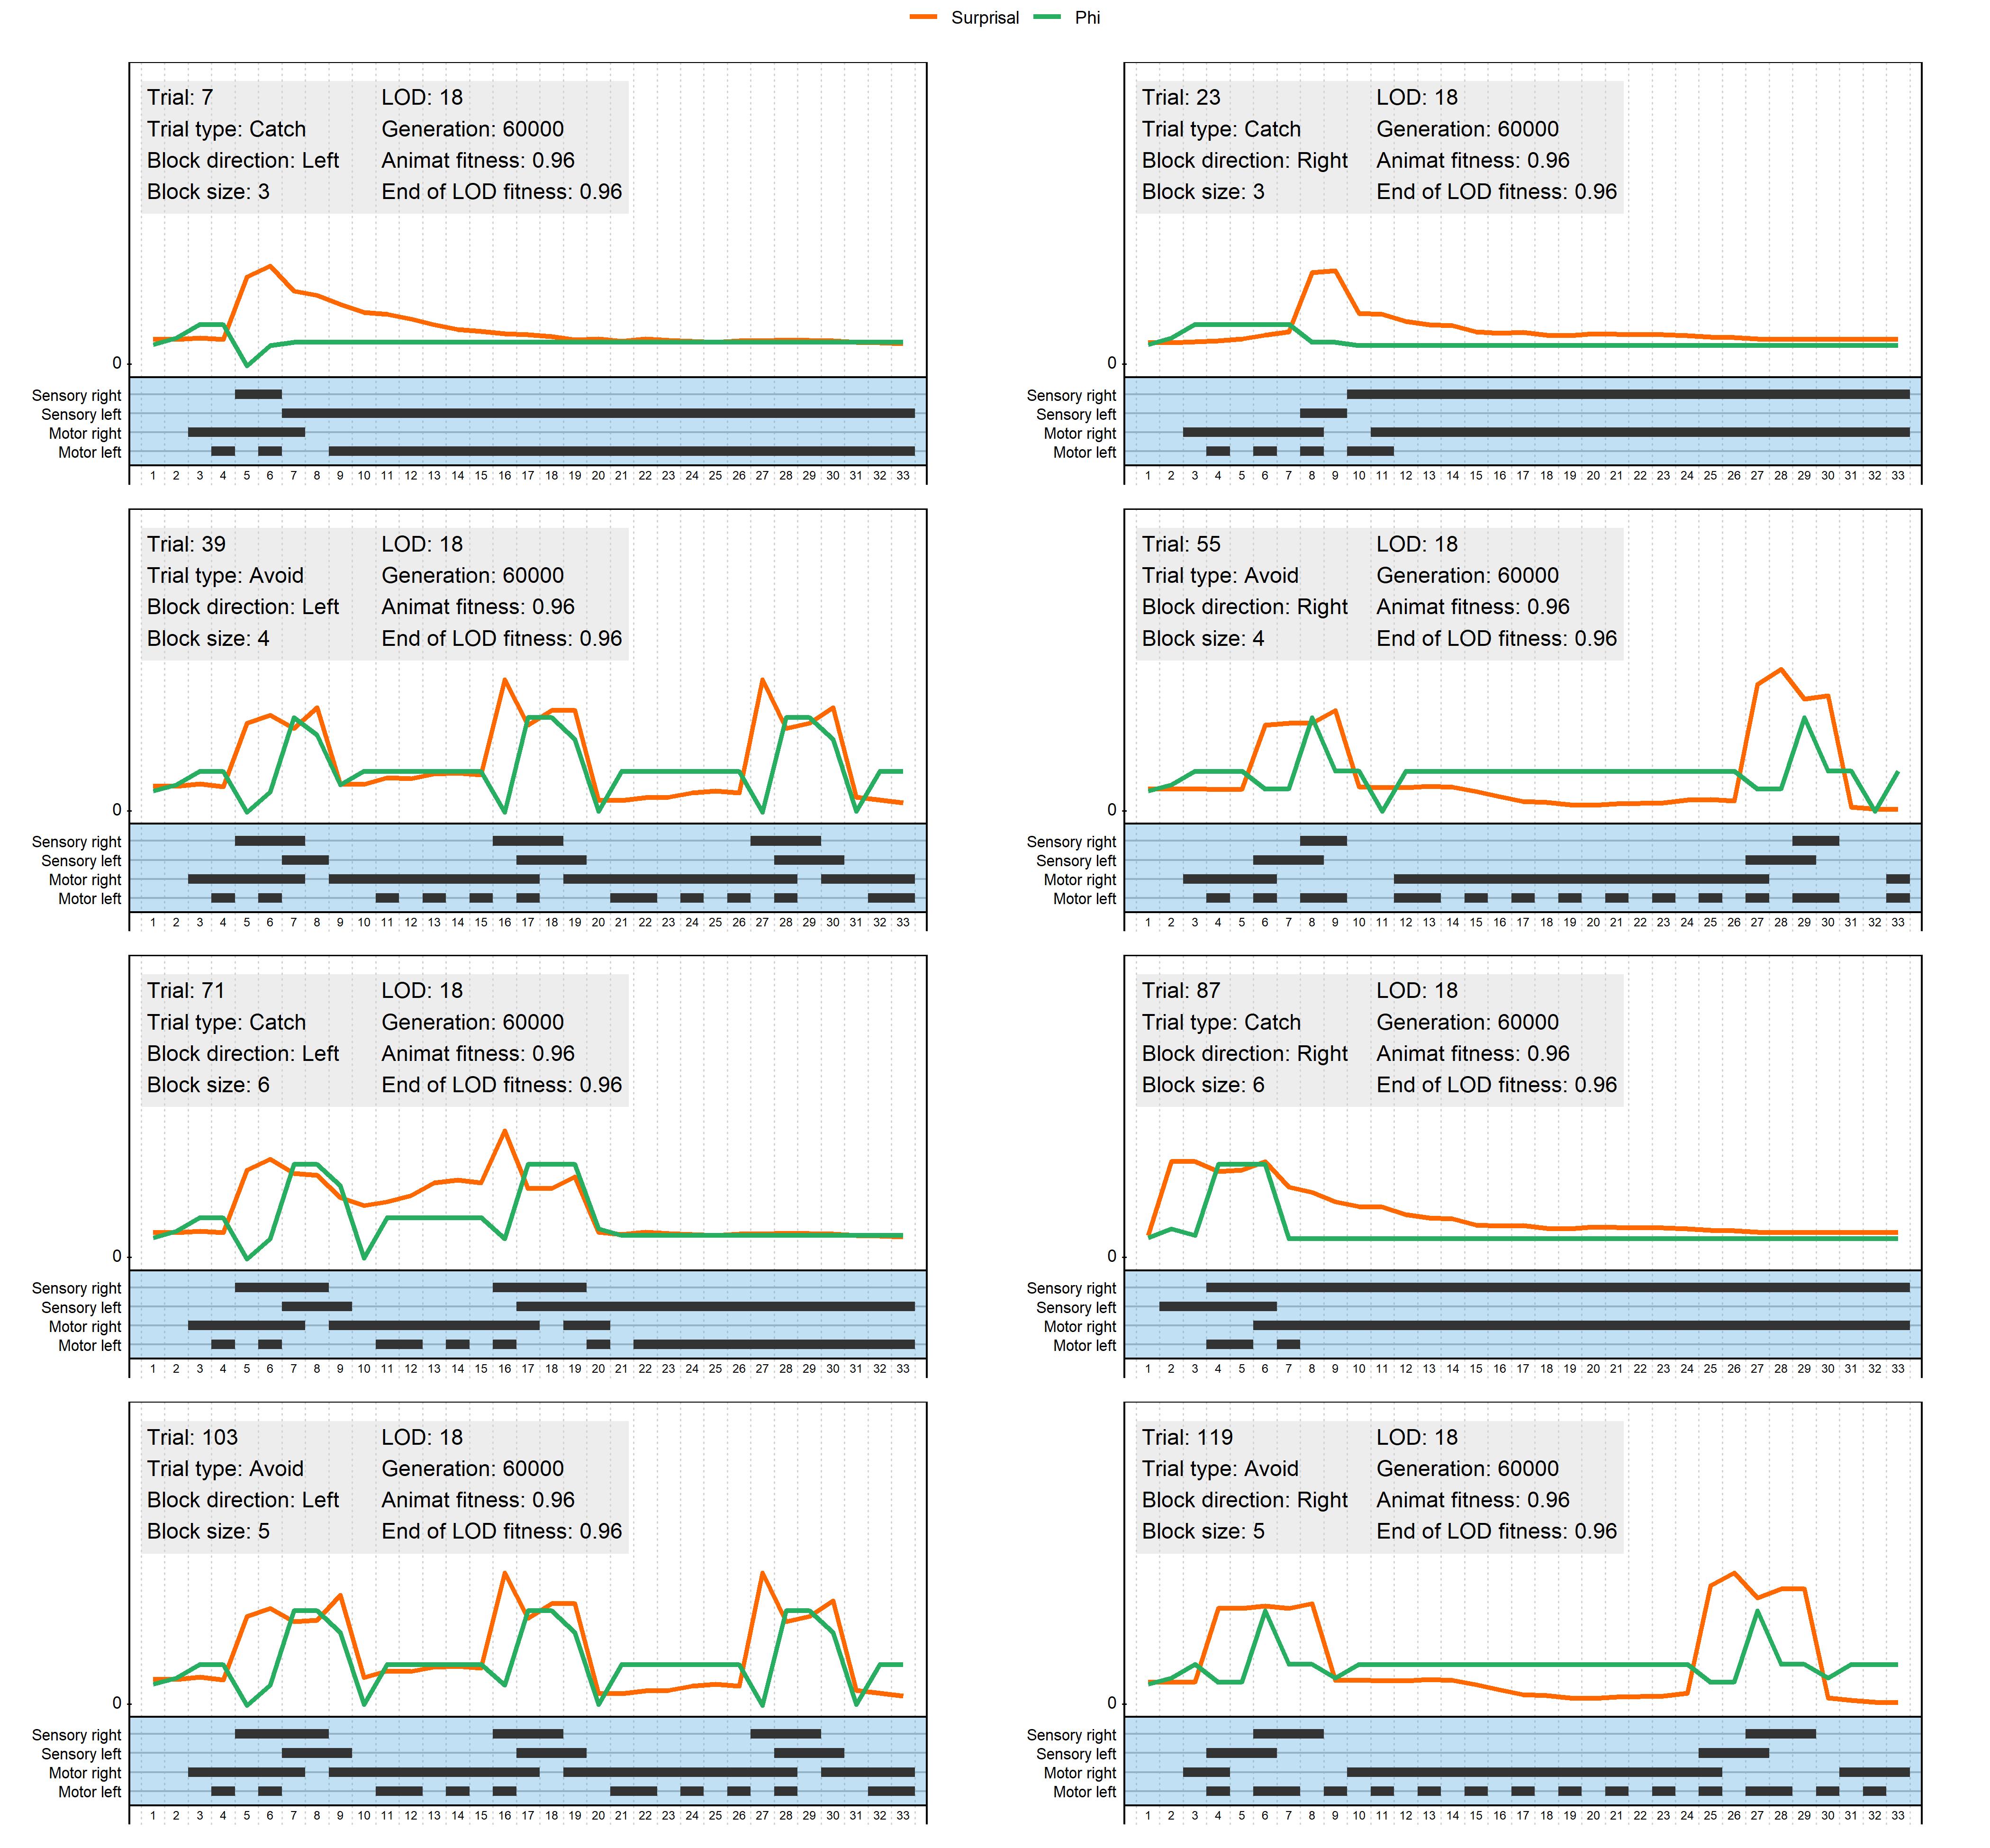 Surprisal Phi
Trial: 7 LOD: 18
Trial type: Catch Generation: 60000
Block direction: Left Animat fitness: 0.96
Block size: 3 End of LOD fitness: 0.96
0
Sensory right
Sensory left
Motor right
Motor left
1 2 3 4 5 6 7 8 9 10 11 12 13 14 15 16 17 18 19 20 21 22 23 24 25 26 27 28 29 30 31 32 33
Trial: 23 LOD: 18
Trial type: Catch Generation: 60000
Block direction: Right Animat fitness: 0.96
Block size: 3 End of LOD fitness: 0.96
0
Sensory right
Sensory left
Motor right
Motor left
1 2 3 4 5 6 7 8 9 10 11 12 13 14 15 16 17 18 19 20 21 22 23 24 25 26 27 28 29 30 31 32 33
Trial: 39 LOD: 18
Trial type: Avoid Generation: 60000
Block direction: Left Animat fitness: 0.96
Block size: 4 End of LOD fitness: 0.96
0
Sensory right
Sensory left
Motor right
Motor left
1 2 3 4 5 6 7 8 9 10 11 12 13 14 15 16 17 18 19 20 21 22 23 24 25 26 27 28 29 30 31 32 33
Trial: 55 LOD: 18
Trial type: Avoid Generation: 60000
Block direction: Right Animat fitness: 0.96
Block size: 4 End of LOD fitness: 0.96
0
Sensory right
Sensory left
Motor right
Motor left
1 2 3 4 5 6 7 8 9 10 11 12 13 14 15 16 17 18 19 20 21 22 23 24 25 26 27 28 29 30 31 32 33
Trial: 71 LOD: 18
Trial type: Catch Generation: 60000
Block direction: Left Animat fitness: 0.96
Block size: 6 End of LOD fitness: 0.96
0
Sensory right
Sensory left
Motor right
Motor left
1 2 3 4 5 6 7 8 9 10 11 12 13 14 15 16 17 18 19 20 21 22 23 24 25 26 27 28 29 30 31 32 33
Trial: 87 LOD: 18
Trial type: Catch Generation: 60000
Block direction: Right Animat fitness: 0.96
Block size: 6 End of LOD fitness: 0.96
0
Sensory right
Sensory left
Motor right
Motor left
1 2 3 4 5 6 7 8 9 10 11 12 13 14 15 16 17 18 19 20 21 22 23 24 25 26 27 28 29 30 31 32 33
Trial: 103 LOD: 18
Trial type: Avoid Generation: 60000
Block direction: Left Animat fitness: 0.96
Block size: 5 End of LOD fitness: 0.96
0
Sensory right
Sensory left
Motor right
Motor left
1 2 3 4 5 6 7 8 9 10 11 12 13 14 15 16 17 18 19 20 21 22 23 24 25 26 27 28 29 30 31 32 33
Trial: 119 LOD: 18
Trial type: Avoid Generation: 60000
Block direction: Right Animat fitness: 0.96
Block size: 5 End of LOD fitness: 0.96
0
Sensory right
Sensory left
Motor right
Motor left
1 2 3 4 5 6 7 8 9 10 11 12 13 14 15 16 17 18 19 20 21 22 23 24 25 26 27 28 29 30 31 32 33